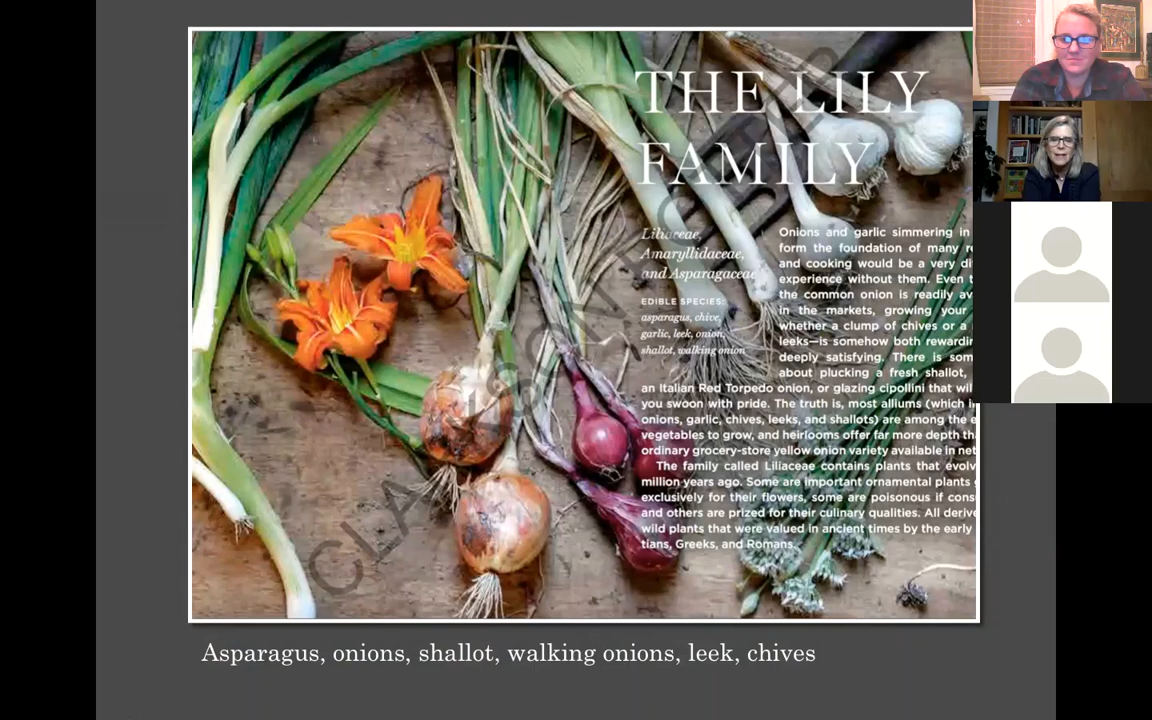 THE LILY
FAMILY
Liliaceae,
Amaryllidaceae,
and Asparagaceae
EDIBLE SPECIES:
asparagus, chive,
garlic, leek, onion,
shallot, walking onion
Onions and garlic simmering in
form the foundation of many
and cooking would be a very
experience without them. Even
the common onion is readily
in the markets, growing your
whether a clump of chives or a
leeks—is somehow both
deeply satisfying. There is
about plucking a fresh shallot,
an Italian Red Torpedo onion, or glazing cipollini that
you swoon with pride. The truth is, most alliums (which
onions, garlic, chives, leeks, and shallots) are among the
vegetables to grow, and heirlooms offer far more depth
ordinary grocery-store yellow onion variety available in
The family called Liliaceae contains plants that
million years ago. Some are important ornamental plants
exclusively for their flowers, some are poisonous if
and others are prized for their culinary qualities. All
wild plants that were valued in ancient times by the early
tians, Greeks, and Romans.
Asparagus, onions, shallot, walking onions, leek, chives